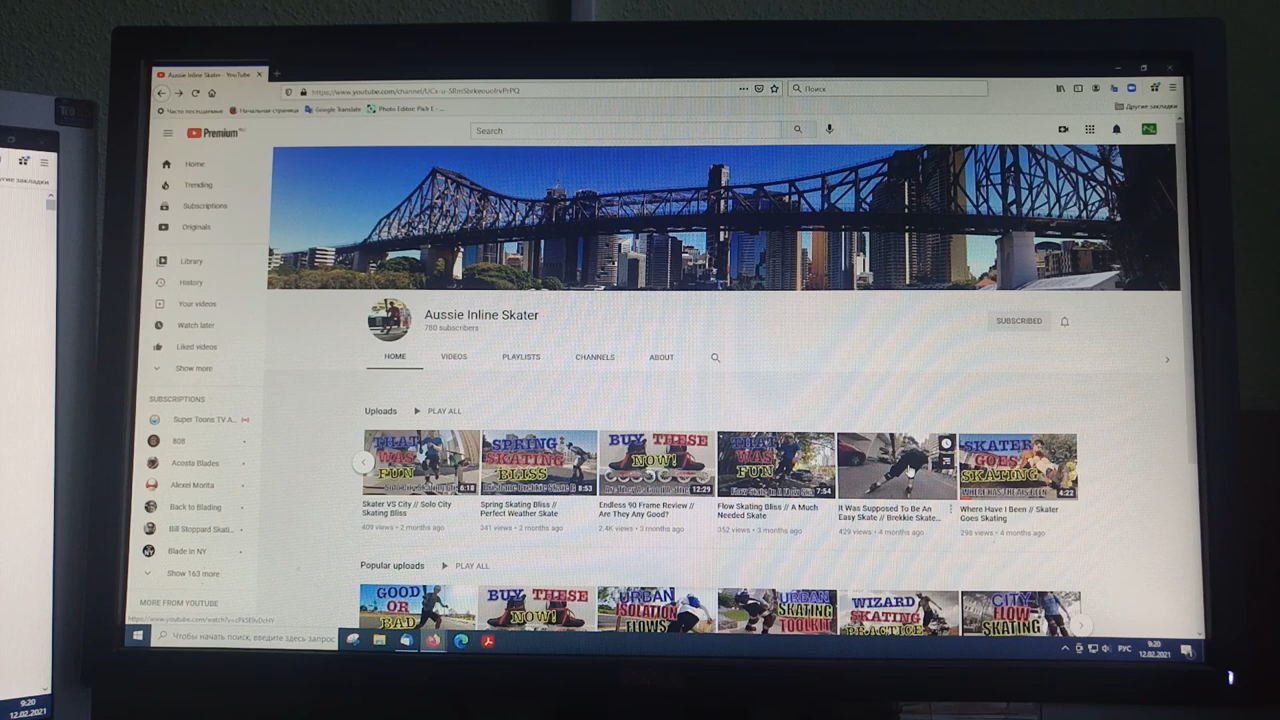 Aussie Inline Skater - YouTube
Поиск
Часто посещаемые
Начальная страница
Google Translate
Photo Editor: Pixlr E - ...
Другие закладки
Premium
Search
Home
Trending
Subscriptions
Originals
Library
History
Your videos
Watch later
Liked videos
Show more
SUBSCRIPTIONS
Super Toons TV A...
808
Acosta Blades
Alexei Morita
Back to Blading
Bill Stoppard Skati...
Blade In NY
Show 163 more
MORE FROM YOUTUBE
Aussie Inline Skater
780 subscribers
SUBSCRIBED
HOME VIDEOS PLAYLISTS CHANNELS ABOUT
Uploads PLAY ALL
THAT WAS FUN
6:18
Skater VS City // Solo City
Skating Bliss
409 views • 2 months ago
SPRING SKATING BLISS
8:53
Spring Skating Bliss //
Perfect Weather Skate
341 views • 2 months ago
BUY THESE NOW!
12:29
Endless 90 Frame Review //
Are They Any Good?
2.4K views • 3 months ago
THAT WAS FUN
7:54
Flow Skating Bliss // A Much
Needed Skate
352 views • 3 months ago
It Was Supposed To Be An
Easy Skate // Brekkie Skate...
429 views • 4 months ago
SKATER GOES SKATING
WHERE HAS THE AIS BEEN
4:22
Where Have I Been // Skater
Goes Skating
298 views • 4 months ago
Popular uploads PLAY ALL
GOOD OR BAD
BUY THESE NOW!
URBAN ISOLATION FLOWS
URBAN SKATING TOOLKIT
WIZARD SKATING PRACTICE
CITY FLOW SKATING
Чтобы начать поиск, введите здесь запрос
РУС
9:20
12.02.2021
9:20
12.02.2021